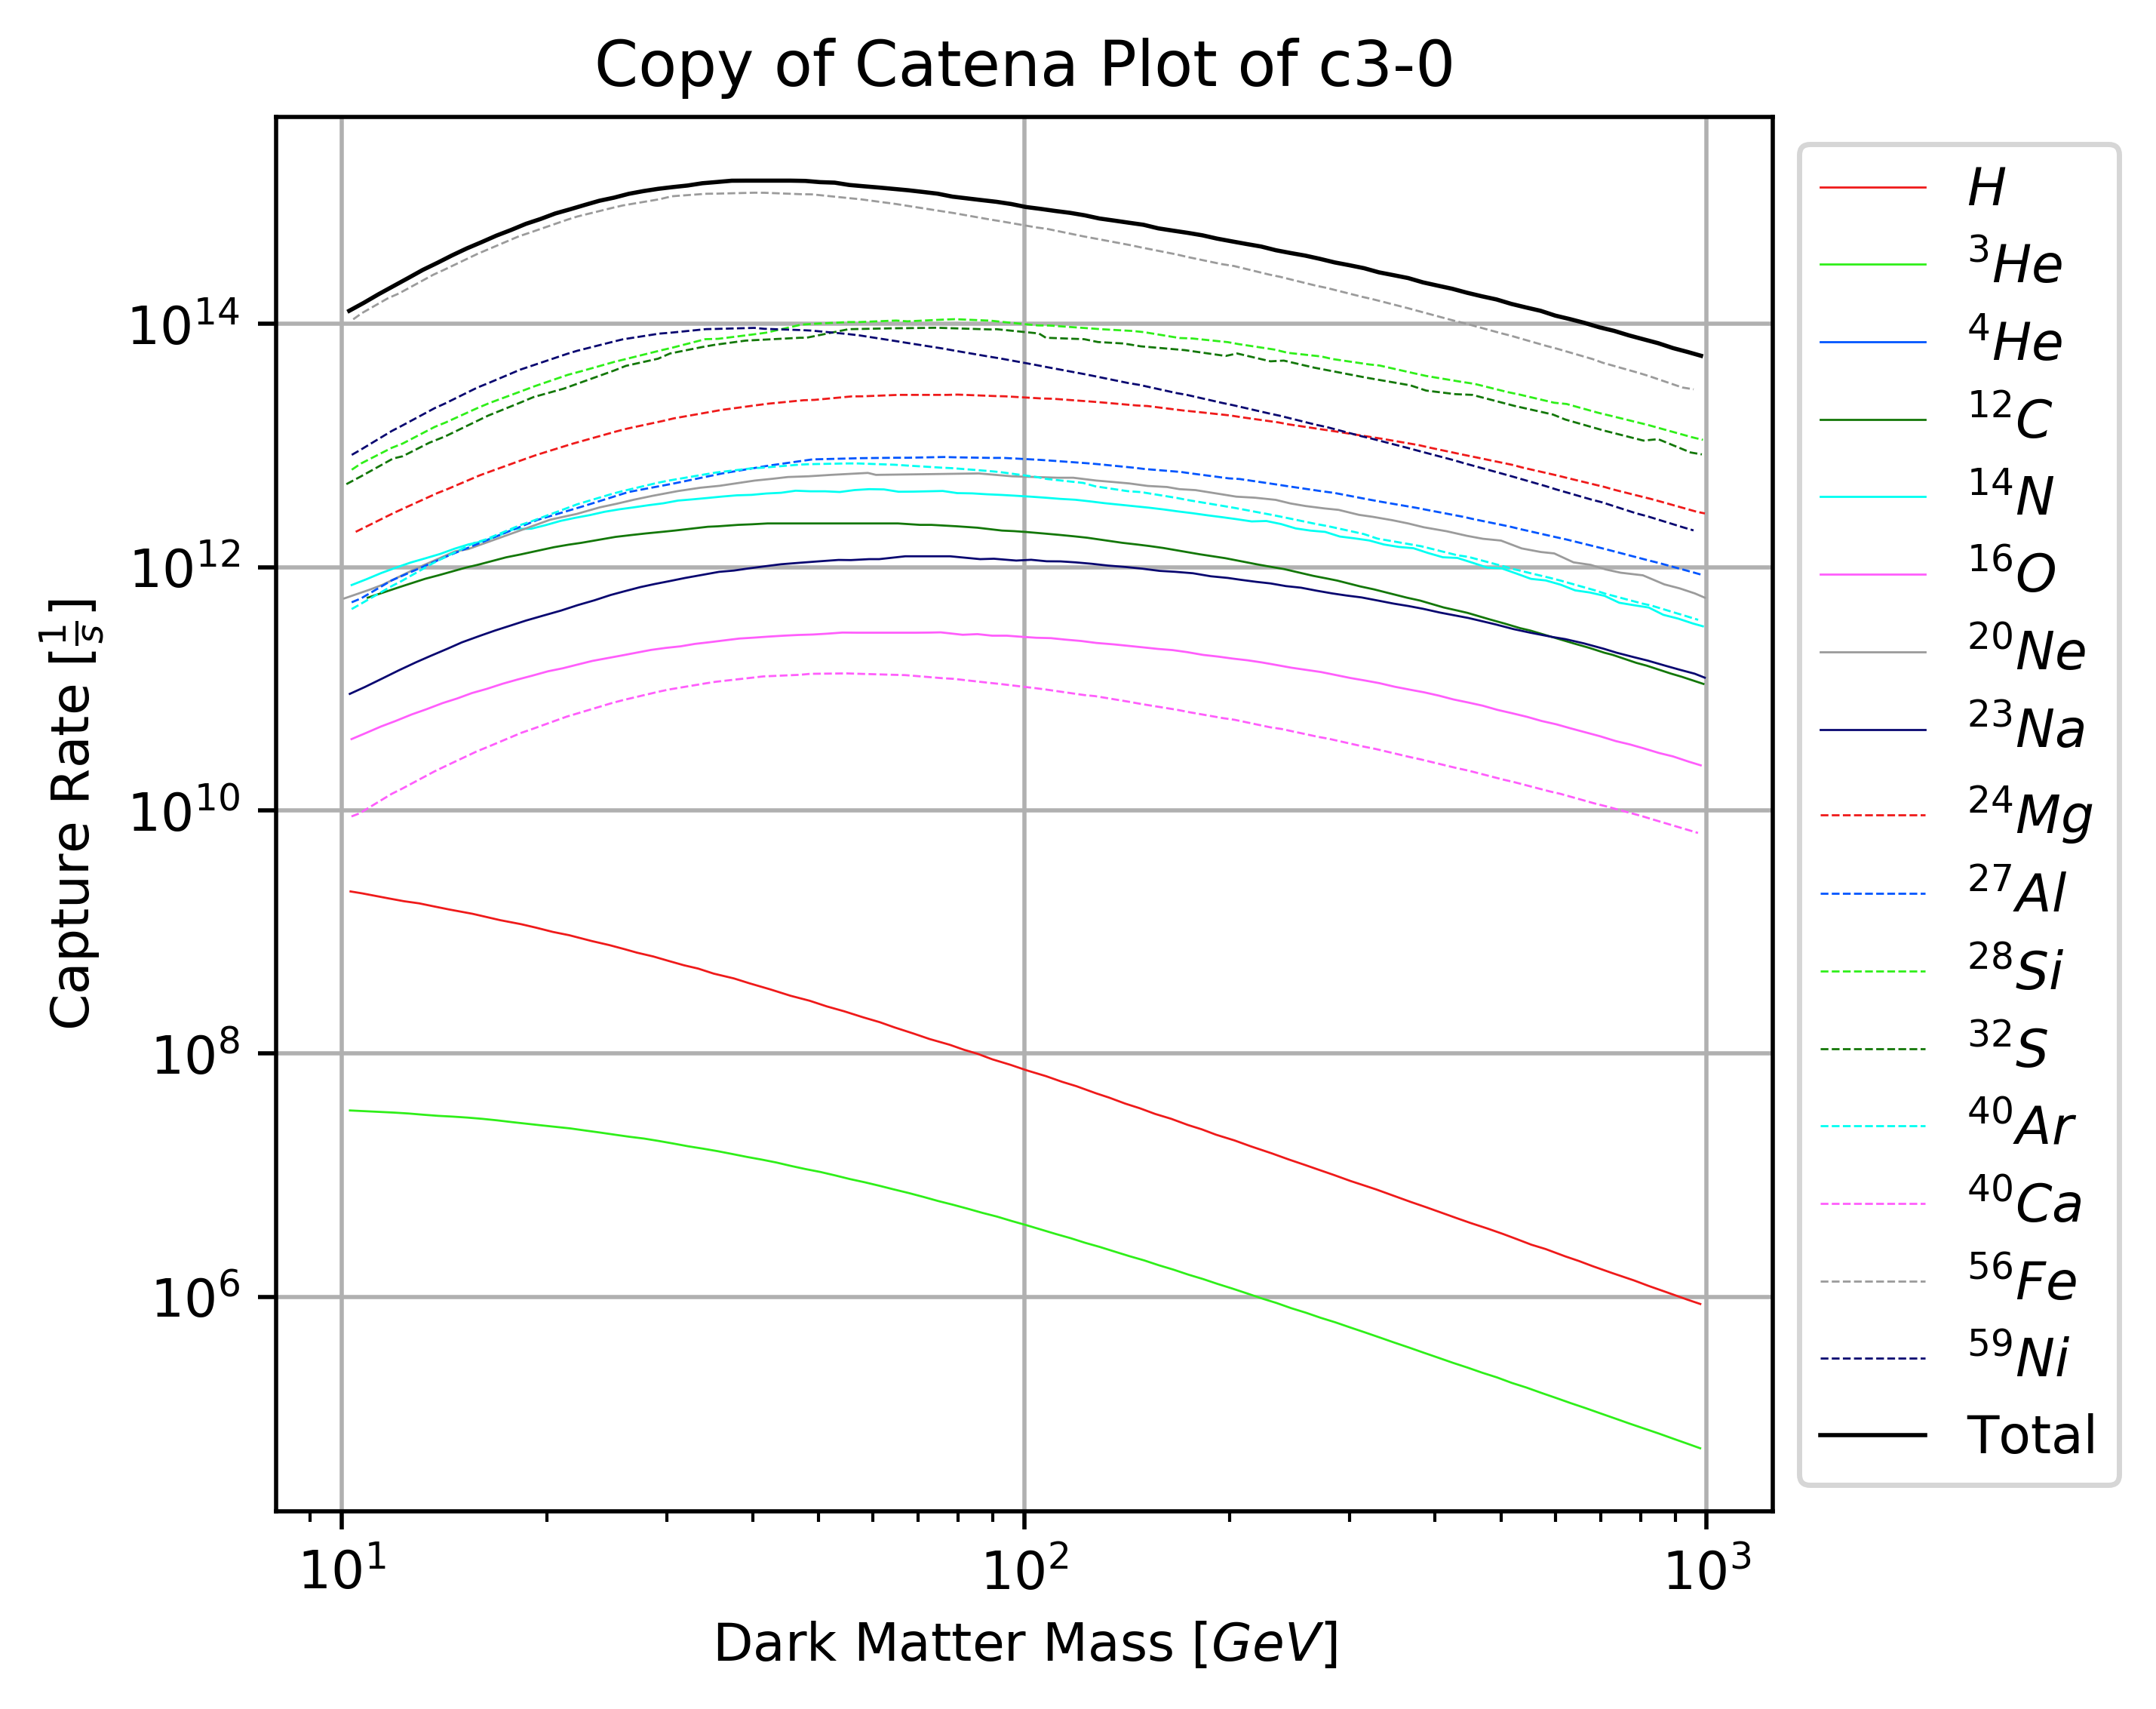 Copy of Catena Plot of c3-0
Capture Rate [1/s]
10^14
10^12
10^10
10^8
10^6
10^1
10^2
10^3
Dark Matter Mass [GeV]
H
^3He
^4He
^12C
^14N
^16O
^20Ne
^23Na
^24Mg
^27Al
^28Si
^32S
^40Ar
^40Ca
^56Fe
^59Ni
Total